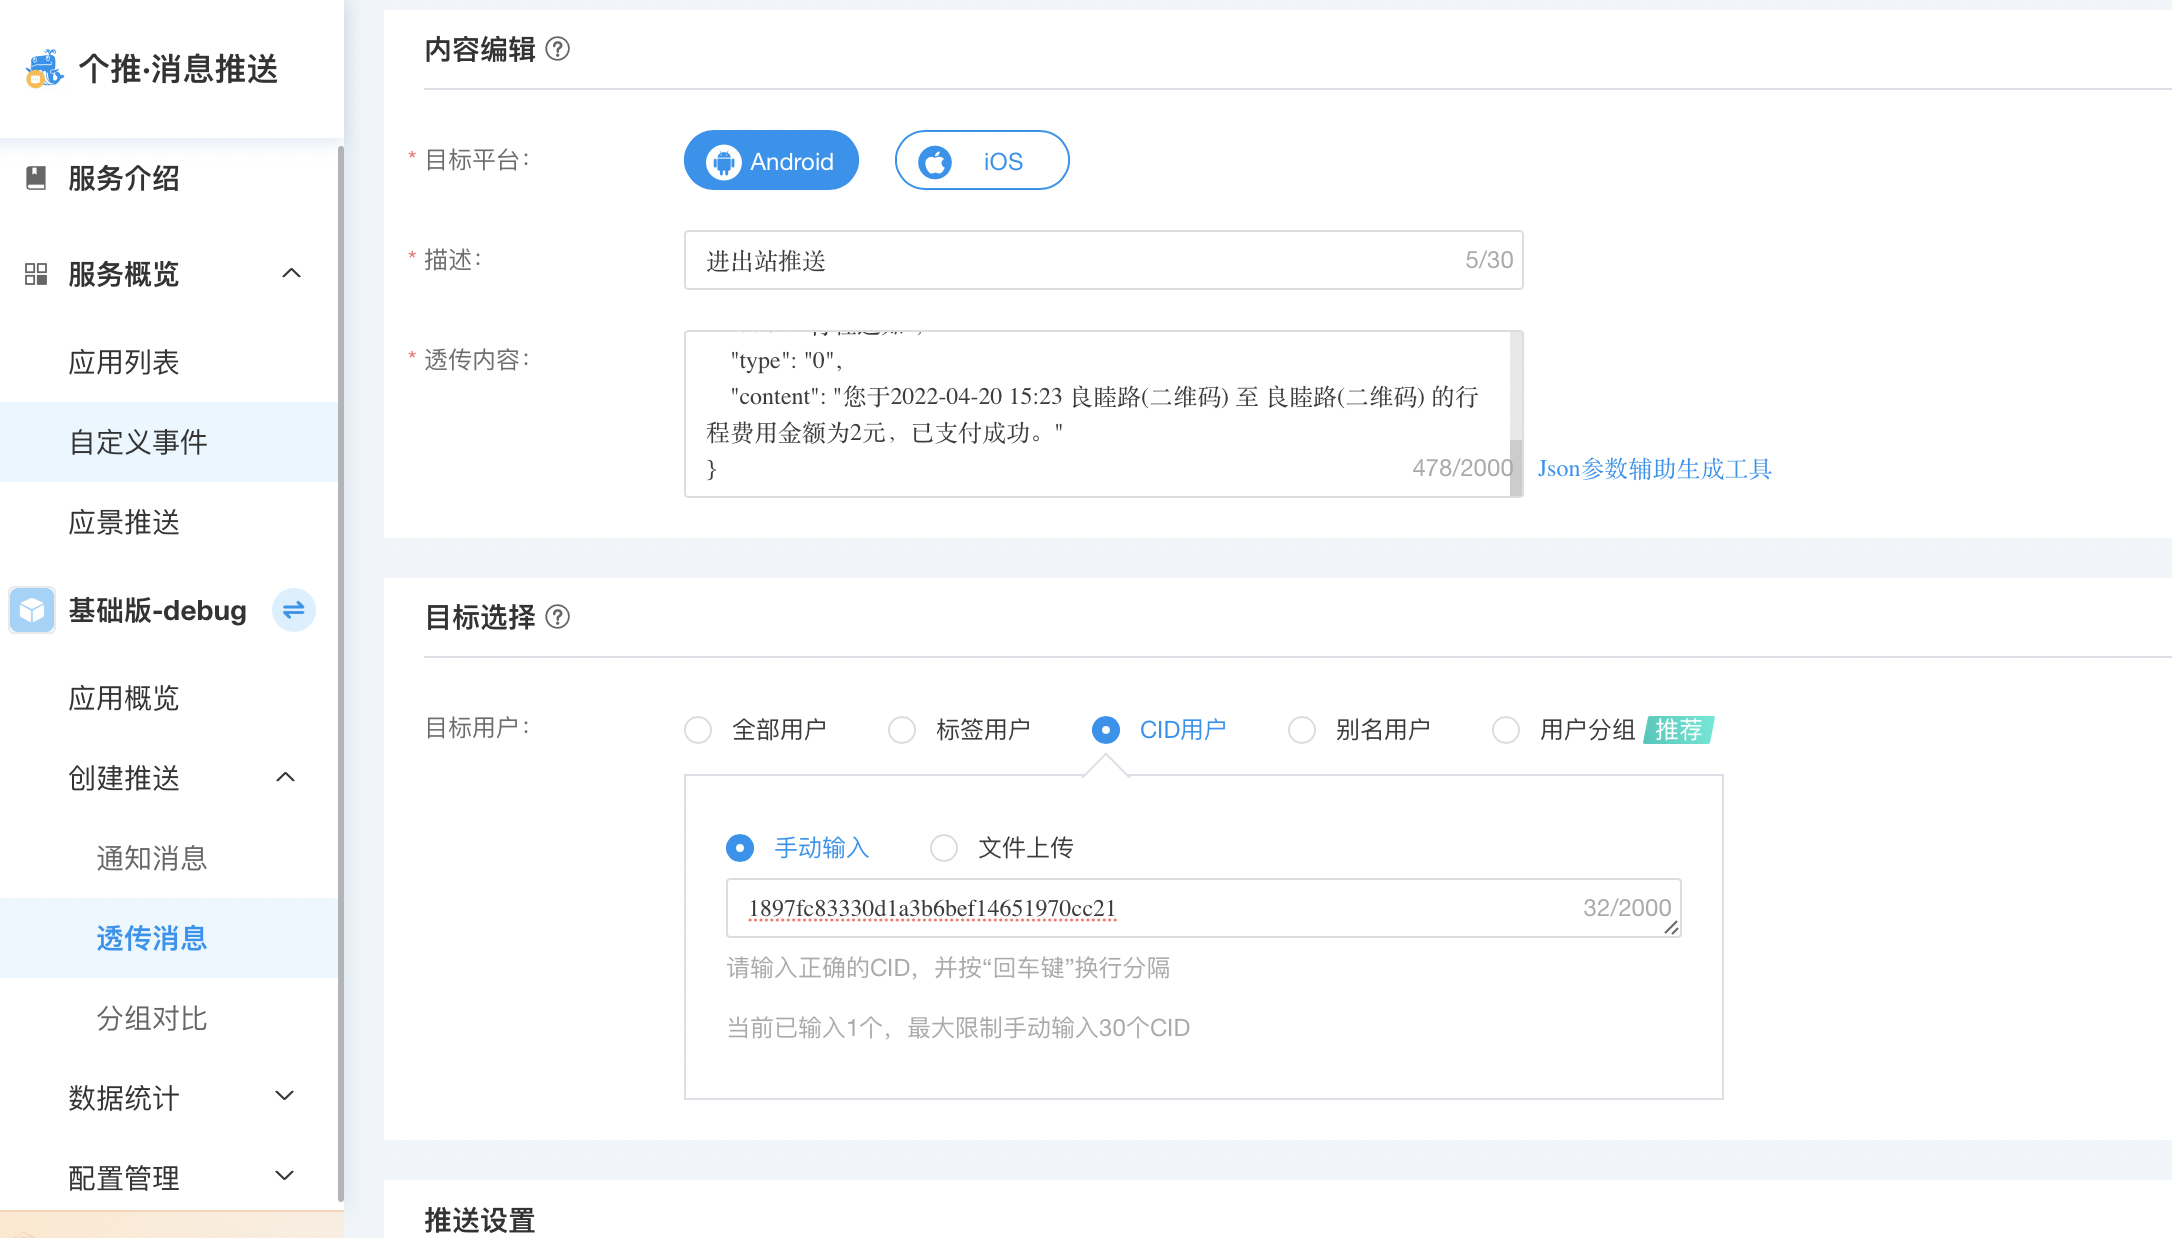 个推·消息推送
服务介绍
服务概览
应用列表
自定义事件
应景推送
基础版-debug
应用概览
创建推送
通知消息
透传消息
分组对比
数据统计
配置管理
内容编辑
* 目标平台：
Android
iOS
* 描述：
进出站推送
5/30
* 透传内容：
"type": "0",
"content": "您于2022-04-20 15:23 良睦路(二维码) 至 良睦路(二维码) 的行
程费用金额为2元，已支付成功。"
}
478/2000
Json参数辅助生成工具
目标选择
目标用户：
全部用户
标签用户
CID用户
别名用户
用户分组 推荐
手动输入
文件上传
1897fc83330d1a3b6bef14651970cc21
32/2000
请输入正确的CID，并按“回车键”换行分隔
当前已输入1个，最大限制手动输入30个CID
推送设置